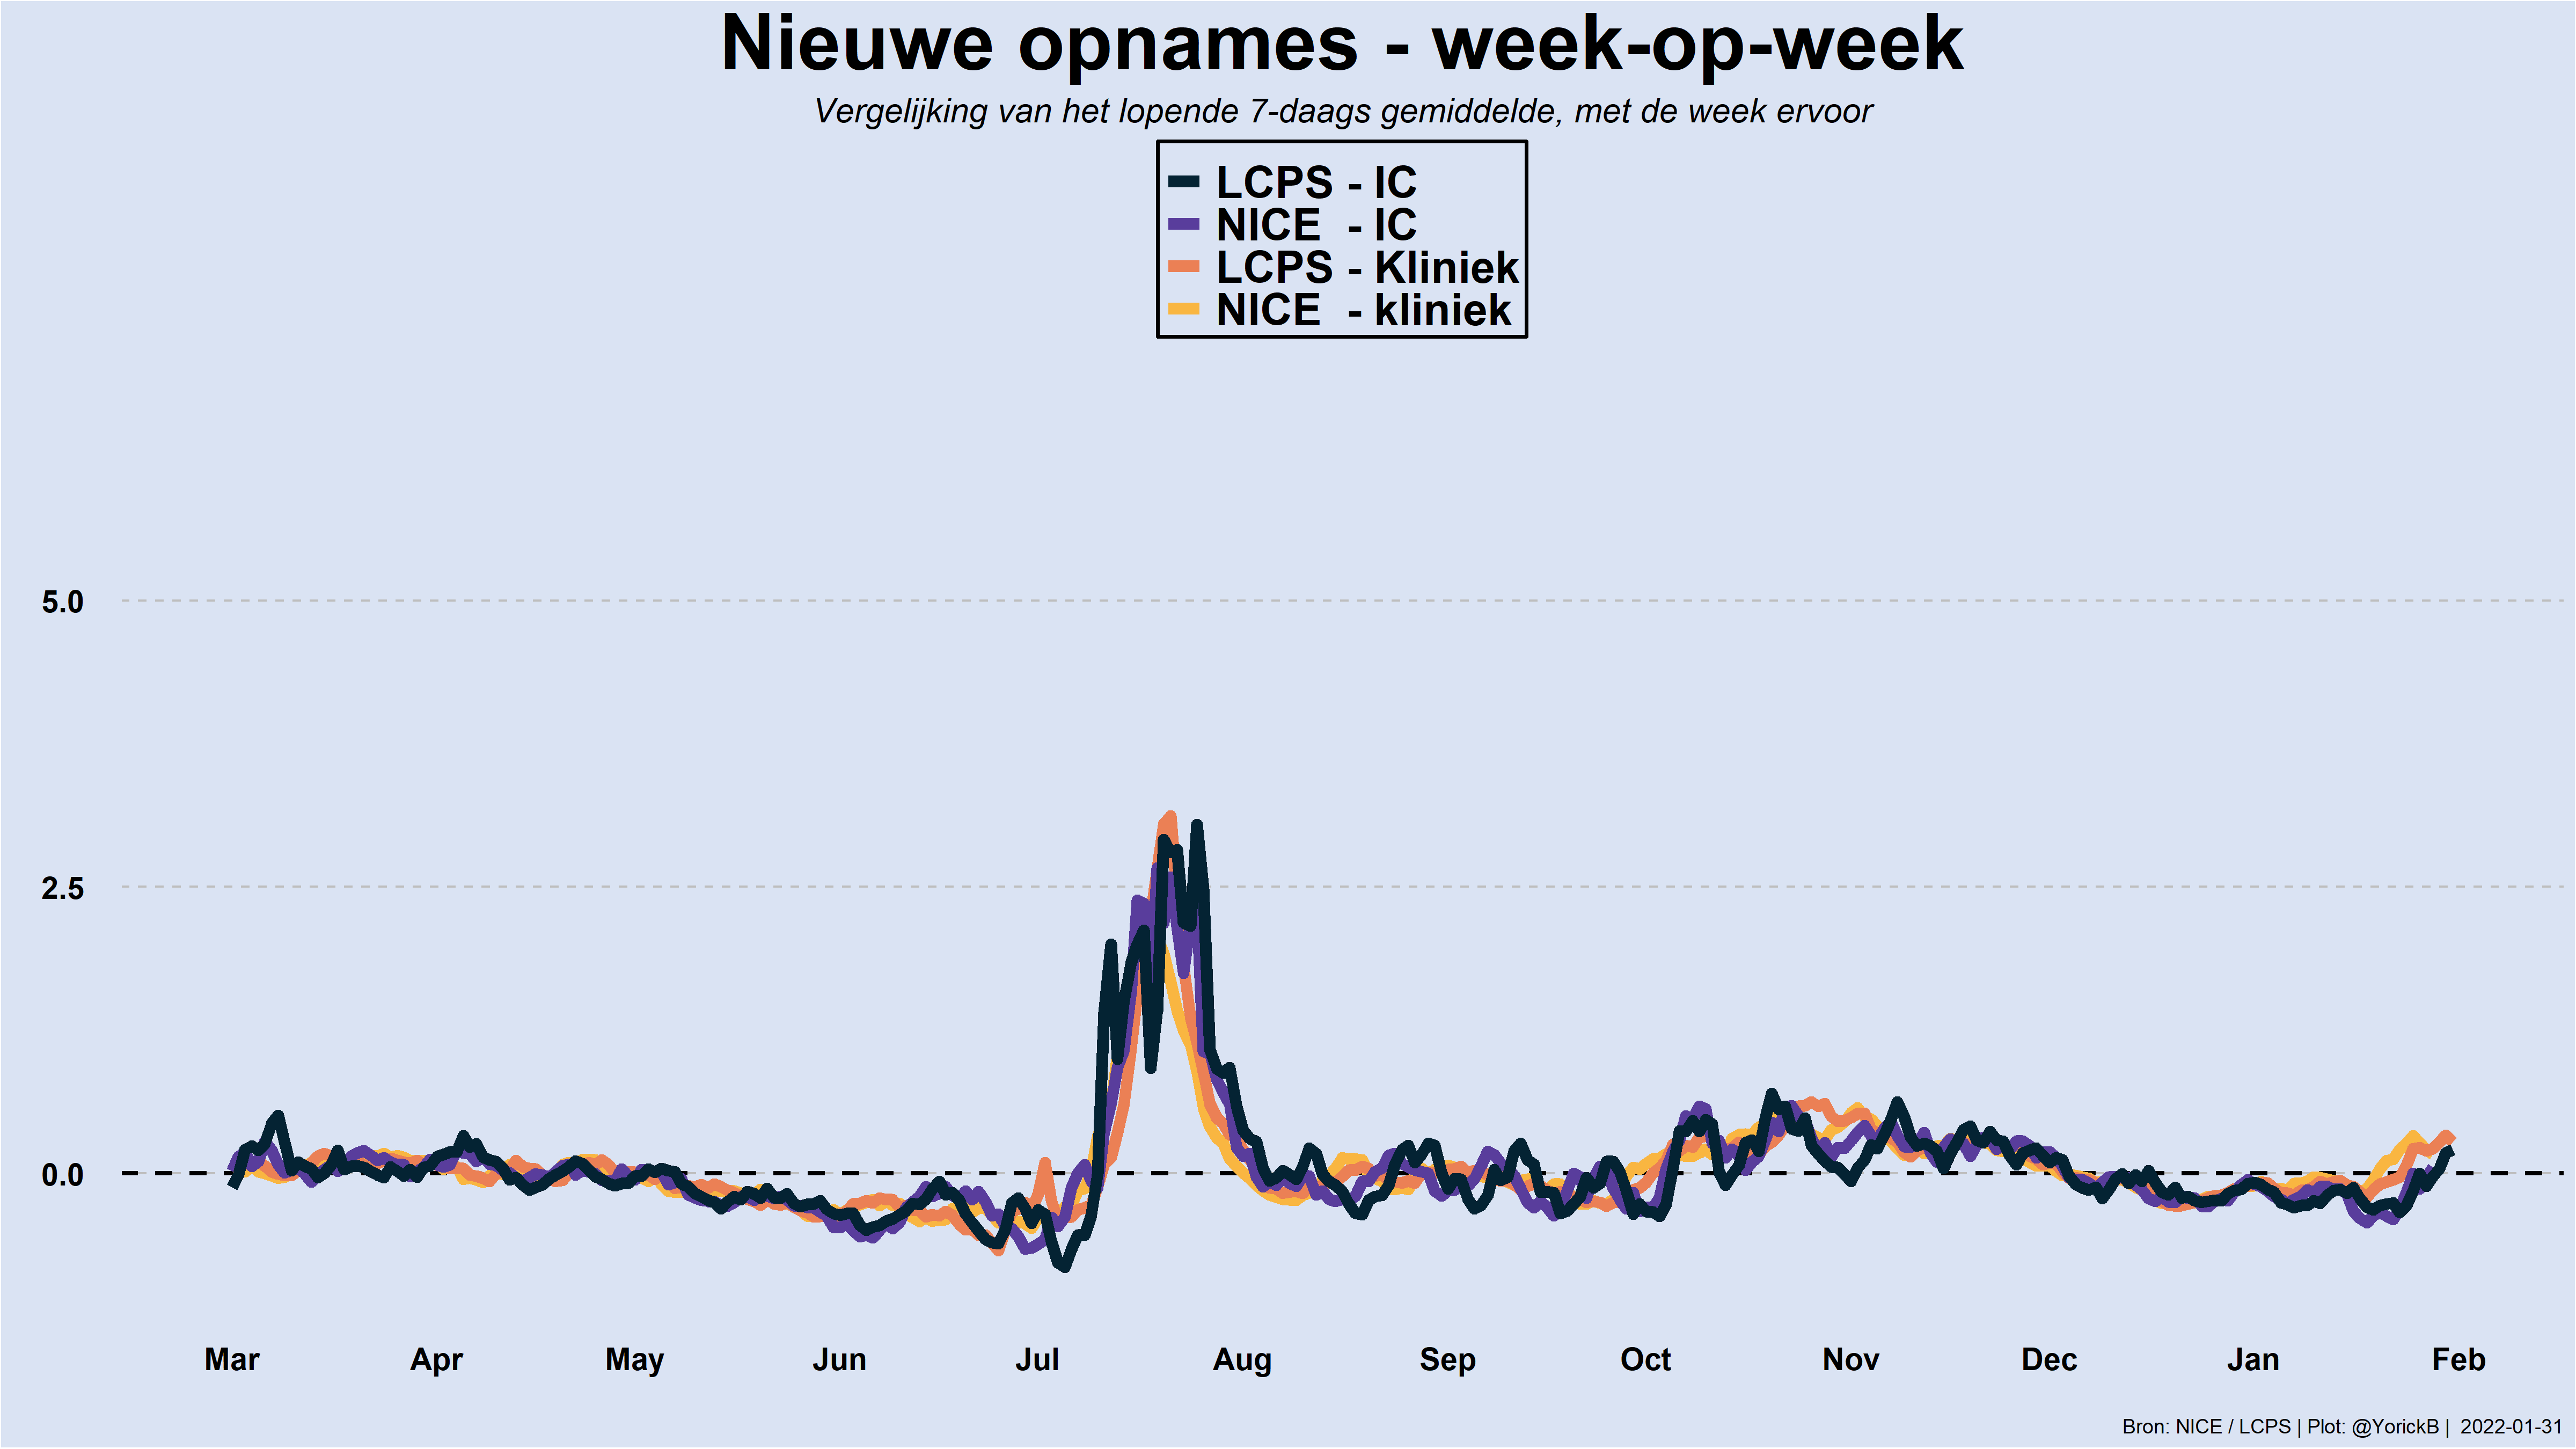 Nieuwe opnames - week-op-week
Vergelijking van het lopende 7-daags gemiddelde, met de week ervoor
LCPS - IC
NICE - IC
LCPS - Kliniek
NICE - kliniek
5.0
2.5
0.0
Mar Apr May Jun Jul Aug Sep Oct Nov Dec Jan Feb
Bron: NICE / LCPS | Plot: @YorickB | 2022-01-31